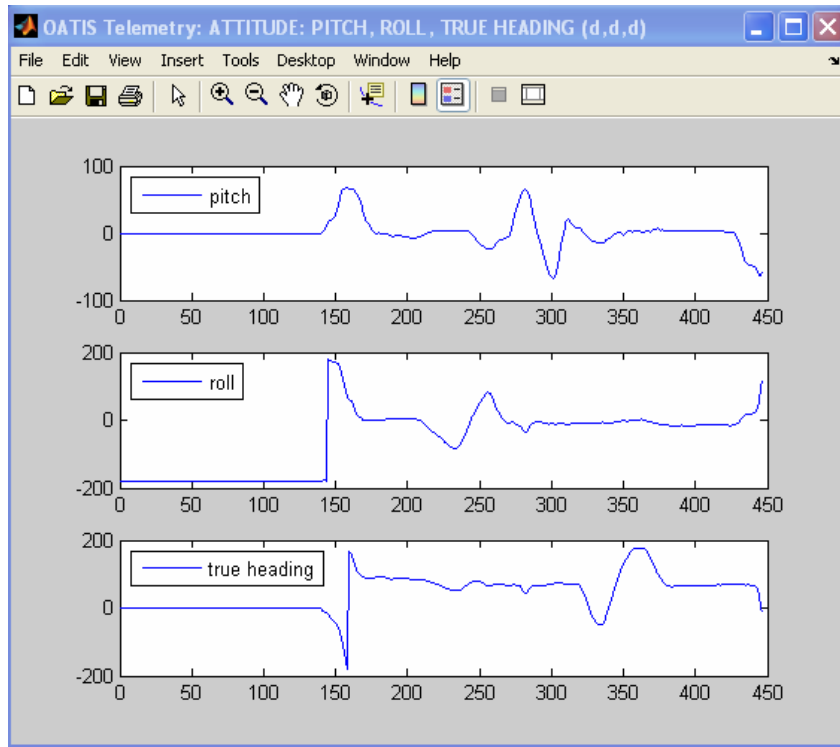 OATIS Telemetry: ATTITUDE: PITCH, ROLL, TRUE HEADING (d,d,d)
File Edit View Insert Tools Desktop Window Help
100
0
-100
pitch
0 50 100 150 200 250 300 350 400 450
200
0
-200
roll
0 50 100 150 200 250 300 350 400 450
200
0
-200
true heading
0 50 100 150 200 250 300 350 400 450